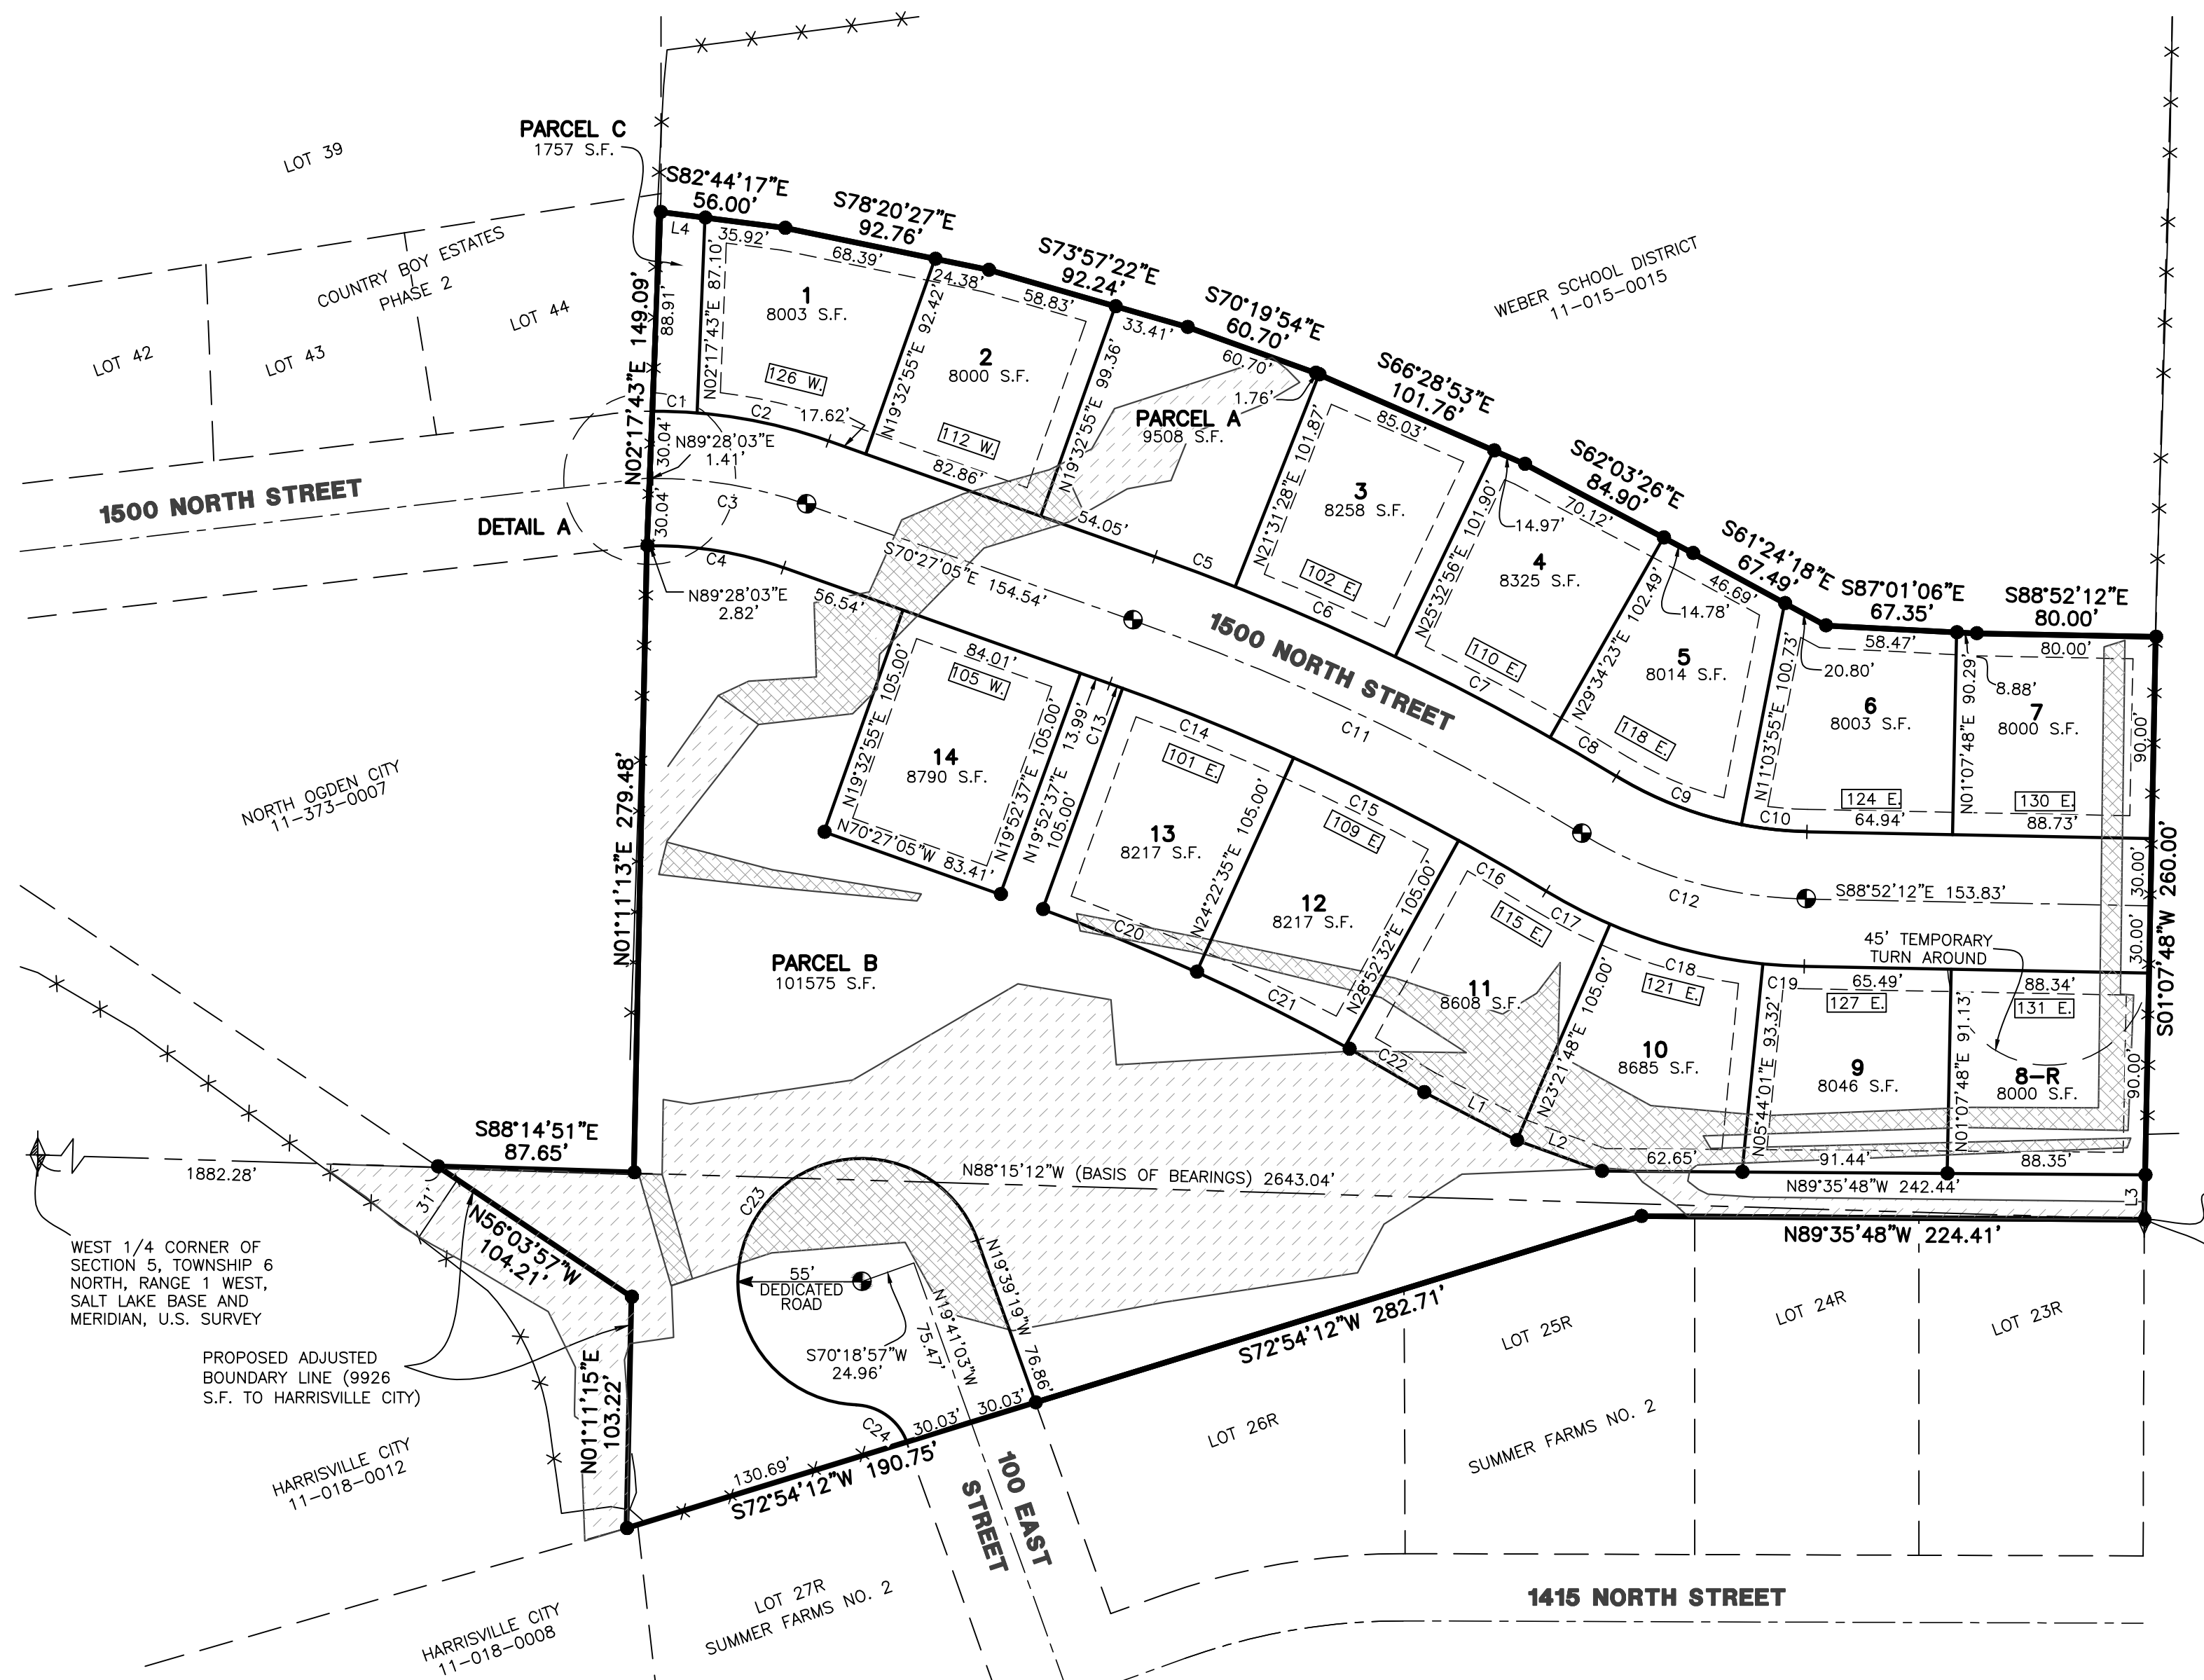 PARCEL C
1757 S.F.
LOT 39
S82°44'17"E
56.00'
S78°20'27"E
92.76'
S73°57'22"E
92.24'
S70°19'54"E
60.70'
S66°28'53"E
101.76'
S62°03'26"E
84.90'
S61°24'18"E
67.49'
S87°01'06"E
67.35'
S88°52'12"E
80.00'
WEBER SCHOOL DISTRICT
11-015-0015
COUNTRY BOY ESTATES
PHASE 2
LOT 42
LOT 43
LOT 44
1500 NORTH STREET
DETAIL A
N02°17'43"E 149.09'
L4
88.91'
30.04'
30.04'
C1
N89°28'03"E
1.41'
C3
C4
N89°28'03"E
2.82'
N02°17'43"E 87.10'
35.92'
68.39'
1
8003 S.F.
126 W.
C2
17.62'
N19°32'55"E 92.42'
24.38'
58.83'
2
8000 S.F.
112 W.
82.86'
N19°32'55"E 99.36'
33.41'
60.70'
1.76'
PARCEL A
9508 S.F.
54.05'
C5
N21°31'28"E 101.87'
85.03'
3
8258 S.F.
102 E.
C6
N25°32'56"E 101.90'
14.97'
70.12'
4
8325 S.F.
110 E.
C7
N29°34'23"E 102.49'
14.78'
46.69'
5
8014 S.F.
118 E.
C8
C9
N11°03'55"E 100.73'
20.80'
58.47'
6
8003 S.F.
124 E.
64.94'
C10
N01°07'48"E 90.29'
8.88'
80.00'
7
8000 S.F.
130 E.
88.73'
90.00'
30.00'
30.00'
90.00'
S01°07'48"W 260.00'
S70°27'05"E 154.54'
1500 NORTH STREET
C11
C12
S88°52'12"E 153.83'
45' TEMPORARY
TURN AROUND
56.54'
N19°32'55"E 105.00'
84.01'
105 W.
14
8790 S.F.
N70°27'05"W 83.41'
N19°52'37"E 105.00'
13.99'
C13
N19°52'37"E
105.00'
C14
101 E.
13
8217 S.F.
C20
N24°22'35"E 105.00'
C15
109 E.
12
8217 S.F.
C21
N28°52'32"E 105.00'
C16
C17
115 E.
11
8608 S.F.
C22
L1
N23°21'48"E 105.00'
C18
121 E.
10
8685 S.F.
L2
62.65'
N05°44'01"E 93.32'
C19
65.49'
127 E.
9
8046 S.F.
91.44'
N01°07'48"E 91.13'
88.34'
131 E.
8-R
8000 S.F.
88.35'
L3
N89°35'48"W 242.44'
N89°35'48"W 224.41'
NORTH OGDEN CITY
11-373-0007
N01°11'13"E 279.48'
PARCEL B
101575 S.F.
S88°14'51"E
87.65'
1882.28'
N88°15'12"W (BASIS OF BEARINGS) 2643.04'
31'
N56°03'57"W
104.21'
WEST 1/4 CORNER OF
SECTION 5, TOWNSHIP 6
NORTH, RANGE 1 WEST,
SALT LAKE BASE AND
MERIDIAN, U.S. SURVEY
PROPOSED ADJUSTED
BOUNDARY LINE (9926
S.F. TO HARRISVILLE CITY)
N01°11'15"E
103.22'
C23
55'
DEDICATED
ROAD
S70°18'57"W
24.96'
N19°41'03"W
75.47'
N19°39'19"W 76.86'
C24
30.03'
30.03'
130.69'
S72°54'12"W 190.75'
S72°54'12"W 282.71'
100 EAST
STREET
LOT 26R
LOT 25R
LOT 24R
LOT 23R
SUMMER FARMS NO. 2
HARRISVILLE CITY
11-018-0012
HARRISVILLE CITY
11-018-0008
LOT 27R
SUMMER FARMS NO. 2
1415 NORTH STREET